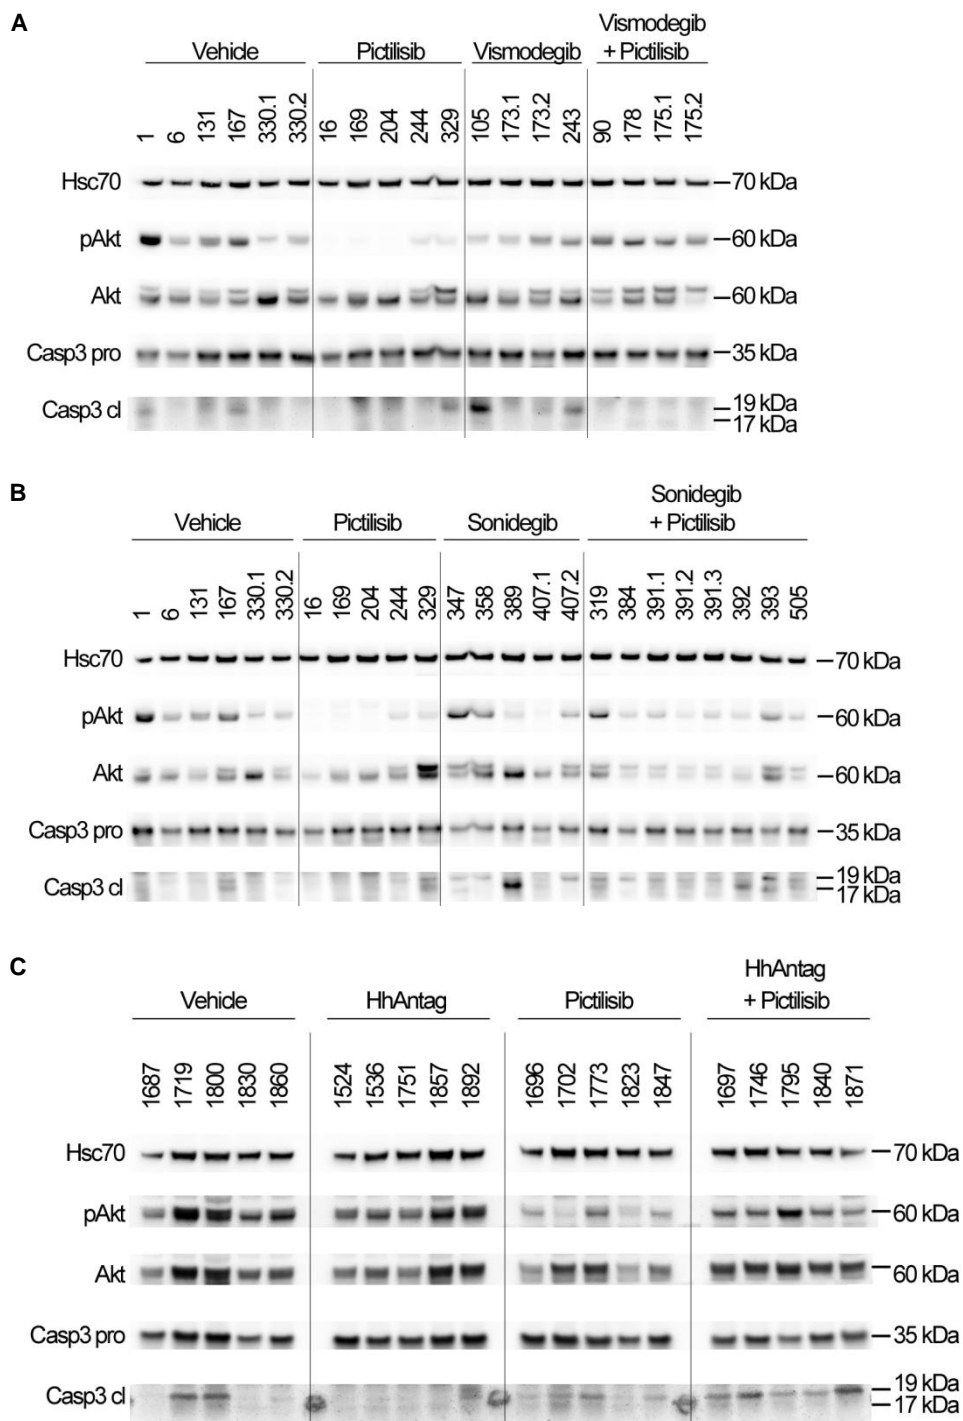 A
Vehicle
Pictilisib
Vismodegib
Vismodegib
+ Pictilisib
1 6 131 167 330.1 330.2 16 169 204 244 329 105 173.1 173.2 243 90 178 175.1 175.2
Hsc70 70 kDa
pAkt 60 kDa
Akt 60 kDa
Casp3 pro 35 kDa
Casp3 cl 19 kDa
17 kDa
B
Vehicle
Pictilisib
Sonidegib
Sonidegib
+ Pictilisib
1 6 131 167 330.1 330.2 16 169 204 244 329 347 358 389 407.1 407.2 319 384 391.1 391.2 391.3 392 393 505
Hsc70 70 kDa
pAkt 60 kDa
Akt 60 kDa
Casp3 pro 35 kDa
Casp3 cl 19 kDa
17 kDa
C
Vehicle
HhAntag
Pictilisib
HhAntag
+ Pictilisib
1687 1719 1800 1830 1860 1524 1536 1751 1857 1892 1696 1702 1773 1823 1847 1697 1746 1795 1840 1871
Hsc70 70 kDa
pAkt 60 kDa
Akt 60 kDa
Casp3 pro 35 kDa
Casp3 cl 19 kDa
17 kDa